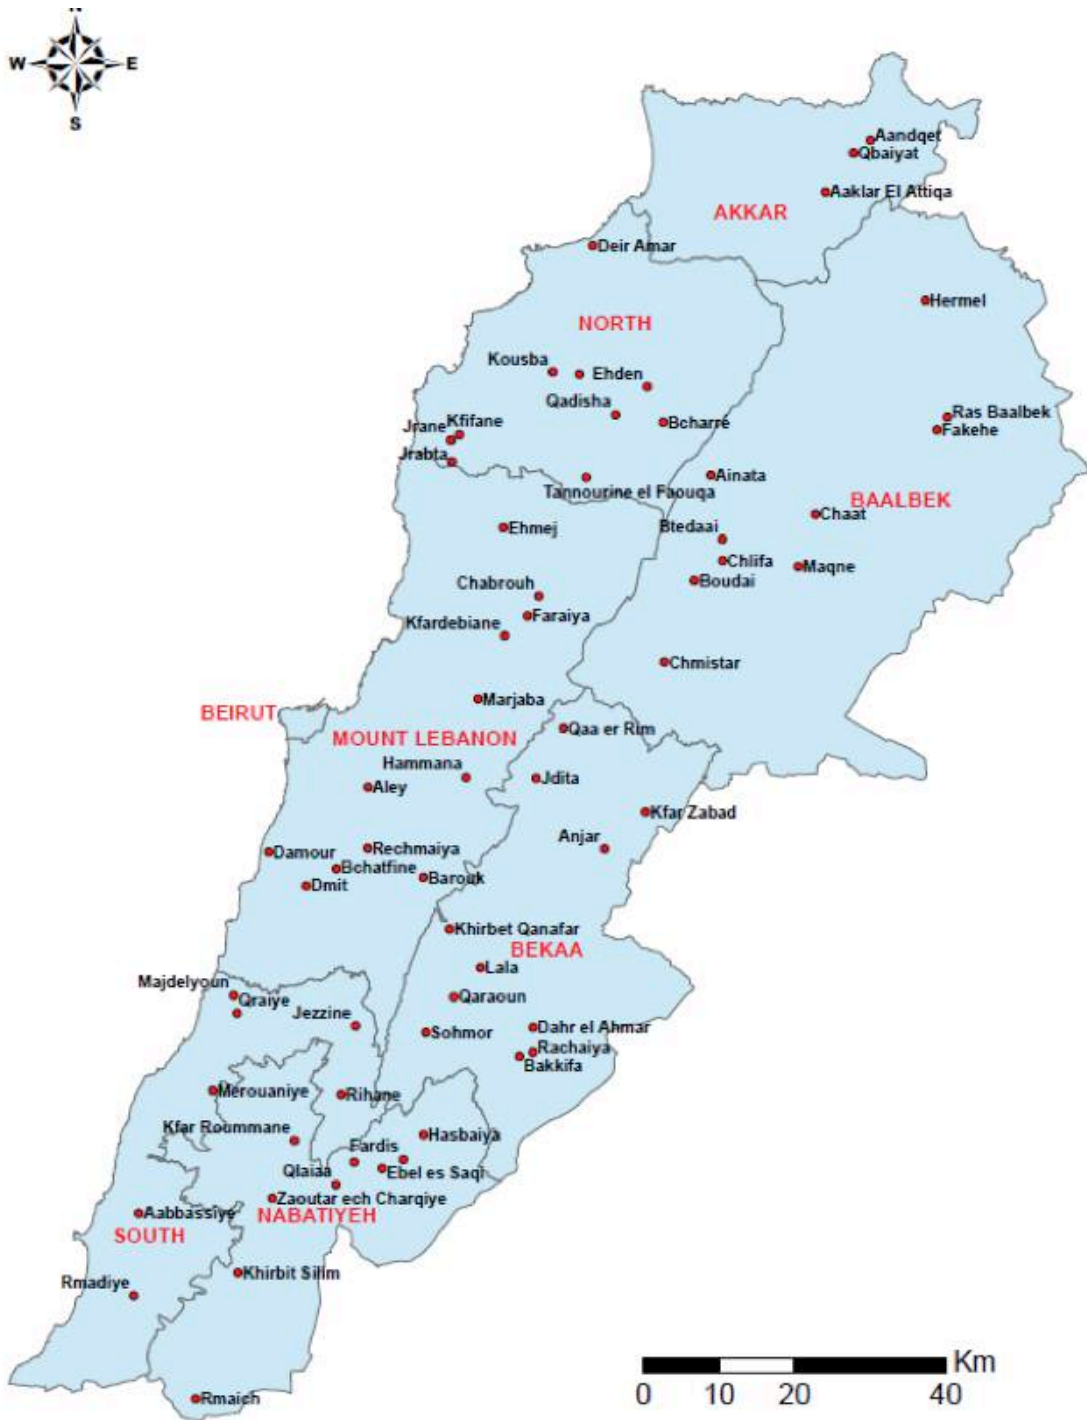 N
W E
S
Aandqet
Qbaiyat
Aaklar El Attiqa
AKKAR
Deir Amar
Hermel
NORTH
Kousba
Ehden
Qadisha
Bcharre
Ras Baalbek
Fakehe
Kfifane
Jrane
Jrabta
Ainata
Tannourine el Faouqa
BAALBEK
Chaat
Ehmej
Btedaai
Chlifa
Maqne
Boudai
Chabrouh
Faraiya
Kfardebiane
Chmistar
Marjaba
BEIRUT
Qaa er Rim
MOUNT LEBANON
Hammana
Jdita
Aley
Kfar Zabad
Anjar
Rechmaiya
Damour
Bchatfine
Barouk
Dmit
Khirbet Qanafar
BEKAA
Lala
Majdelyoun
Qaraoun
Qraiye
Jezzine
Sohmor
Dahr el Ahmar
Rachaiya
Bakkifa
Merouaniye
Rihane
Kfar Roummane
Hasbaiya
Fardis
Qlaiaa
Ebel es Saqi
Zaoutar ech Charqiye
Aabbassiye
NABATIYEH
SOUTH
Khirbit Silim
Rmadiye
Rmaich
Km
0 10 20 40